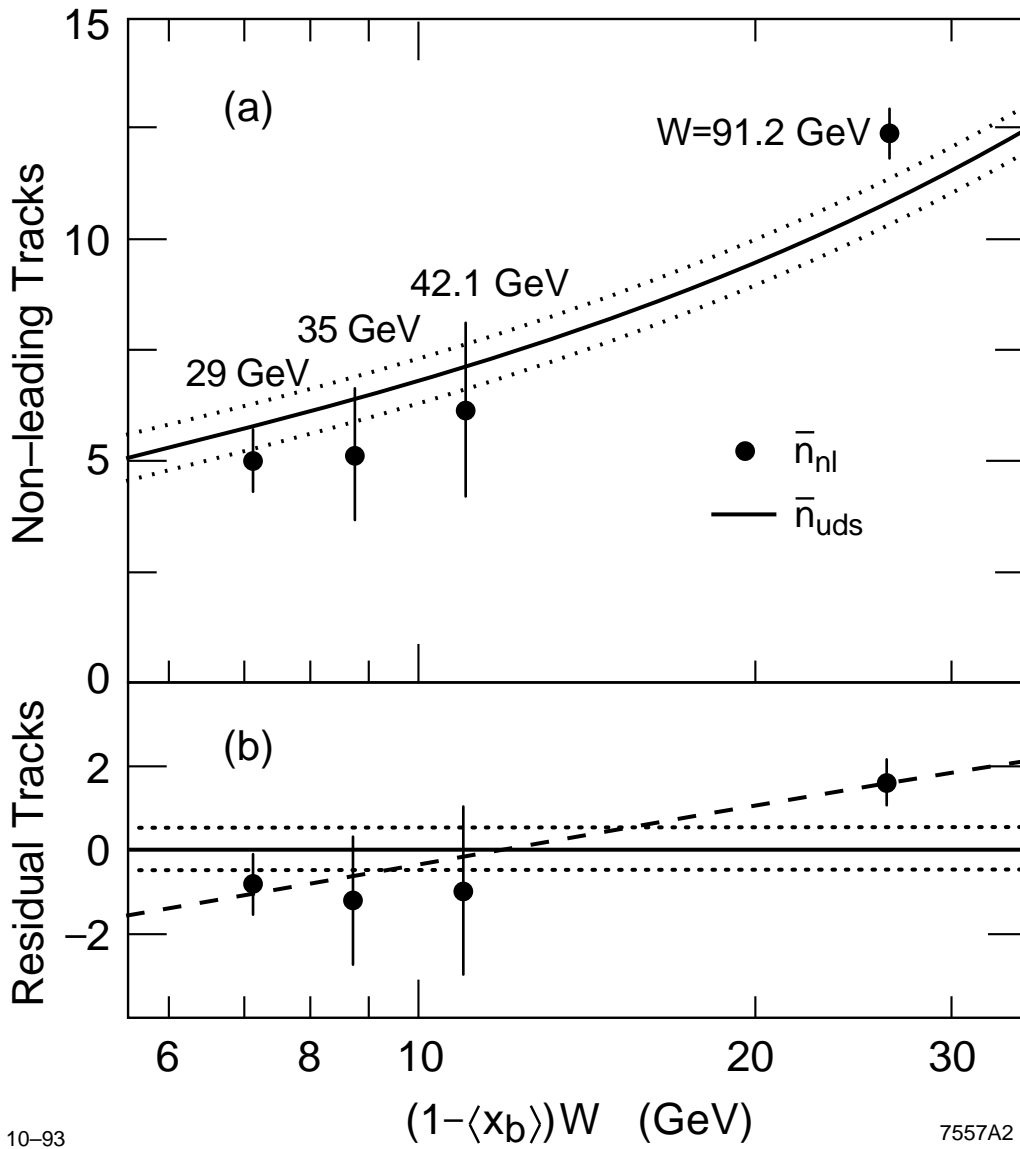 15
(a)
W=91.2 GeV
10
42.1 GeV
35 GeV
29 GeV
5
n̄nl
n̄uds
Non–leading Tracks
0
(b)
2
0
–2
Residual Tracks
6 8 10 20 30
(1–⟨xb⟩)W (GeV)
10–93
7557A2